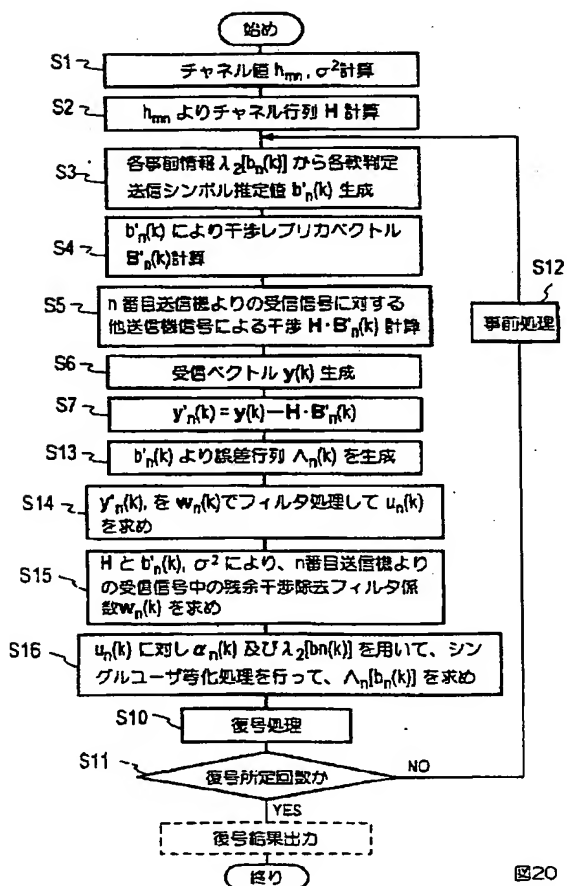 始め
S1
チャネル値 hmn, σ²計算
S2
hmn よりチャネル行列 H 計算
S3
各事前情報 λ₂[bn(k)] から各軟判定
送信シンボル推定値 b'n(k) 生成
S4
b'n(k) により干渉レプリカベクトル
B'n(k)計算
S12
事前処理
S5
n 番目送信機よりの受信信号に対する
他送信機信号による干渉 H・B'n(k) 計算
S6
受信ベクトル y(k) 生成
S7
y'n(k) = y(k) — H・B'n(k)
S13
b'n(k) より誤差行列 Λn(k) を生成
S14
y'n(k), を wn(k)でフィルタ処理して un(k)
を求め
S15
H と b'n(k), σ² により、n番目送信機より
の受信信号中の残余干渉除去フィルタ係
数wn(k) を求め
S16
un(k) に対し αn(k) 及び λ₂[bn(k)] を用いて、シン
グルユーザ等化処理を行って、Λn[bn(k)] を求め
S10
復号処理
S11
復号所定回数か
NO
YES
復号結果出力
終り
図20